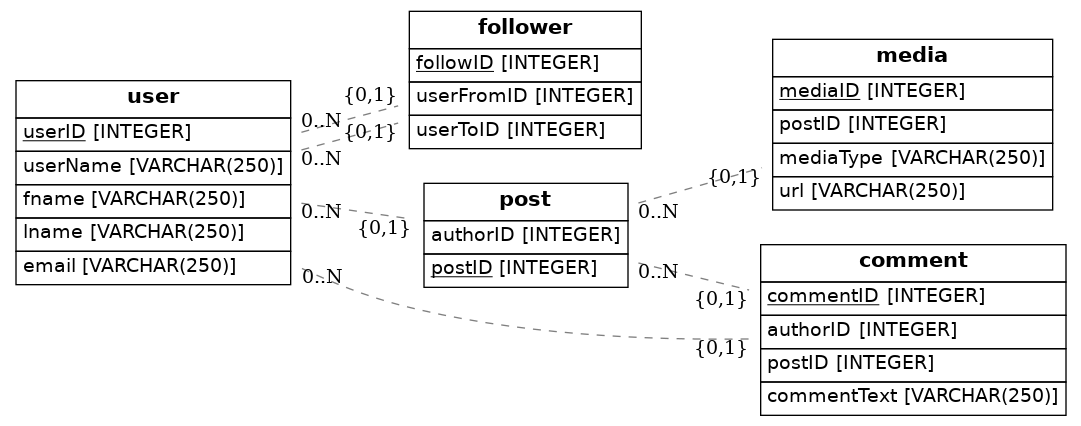 user
userID [INTEGER]
userName [VARCHAR(250)]
fname [VARCHAR(250)]
lname [VARCHAR(250)]
email [VARCHAR(250)]
0..N
0..N
0..N
0..N
follower
followID [INTEGER]
userFromID [INTEGER]
userToID [INTEGER]
{0,1}
{0,1}
post
authorID [INTEGER]
postID [INTEGER]
{0,1}
0..N
0..N
media
mediaID [INTEGER]
postID [INTEGER]
mediaType [VARCHAR(250)]
url [VARCHAR(250)]
{0,1}
comment
commentID [INTEGER]
authorID [INTEGER]
postID [INTEGER]
commentText [VARCHAR(250)]
{0,1}
{0,1}